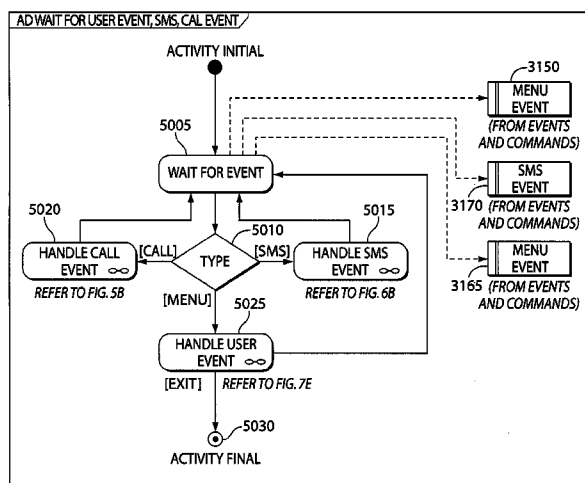 AD WAIT FOR USER EVENT, SMS, CAL EVENT
ACTIVITY INITIAL
3150
MENU
EVENT
(FROM EVENTS
AND COMMANDS)
5005
WAIT FOR EVENT
SMS
EVENT
3170
(FROM EVENTS
AND COMMANDS)
5020
5010
5015
[CALL]
[SMS]
HANDLE CALL
EVENT
TYPE
HANDLE SMS
EVENT
REFER TO FIG. 5B
REFER TO FIG. 6B
MENU
EVENT
3165
(FROM EVENTS
AND COMMANDS)
[MENU]
5025
HANDLE USER
EVENT
[EXIT]
REFER TO FIG. 7E
5030
ACTIVITY FINAL